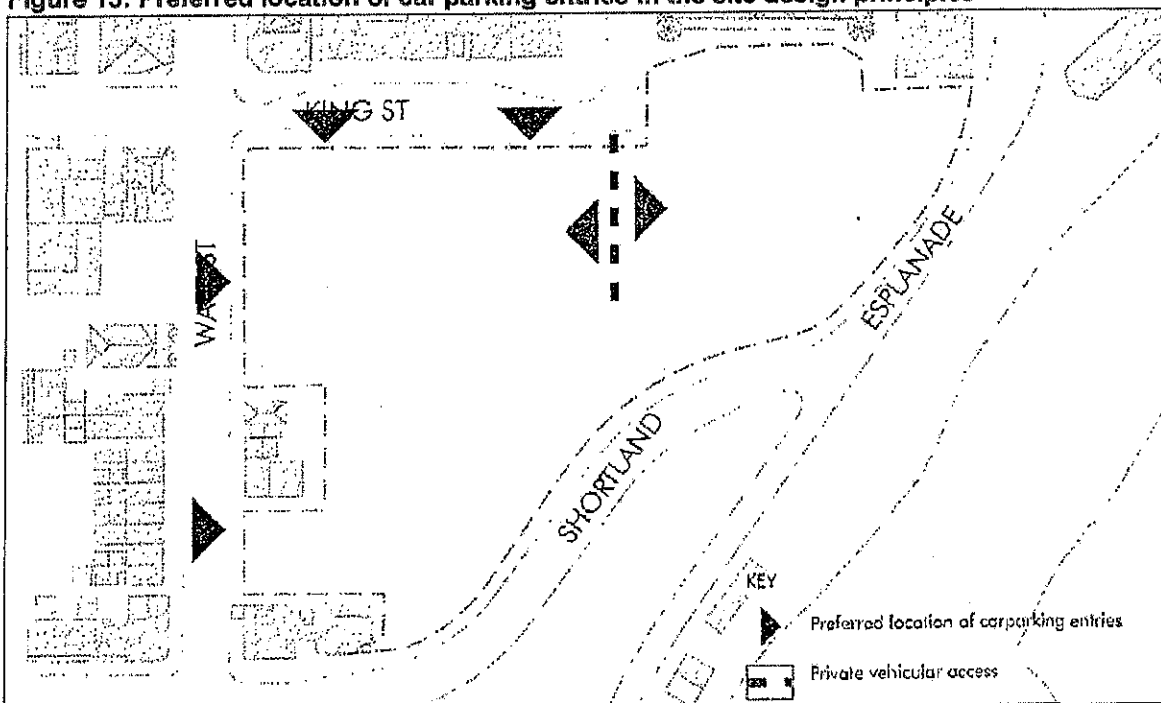 Figure 15: Preferred location of car parking entries in the site design principles
KING ST
ESPLANADE
SHORTLAND
KEY
Preferred location of carparking entries
Private vehicular access